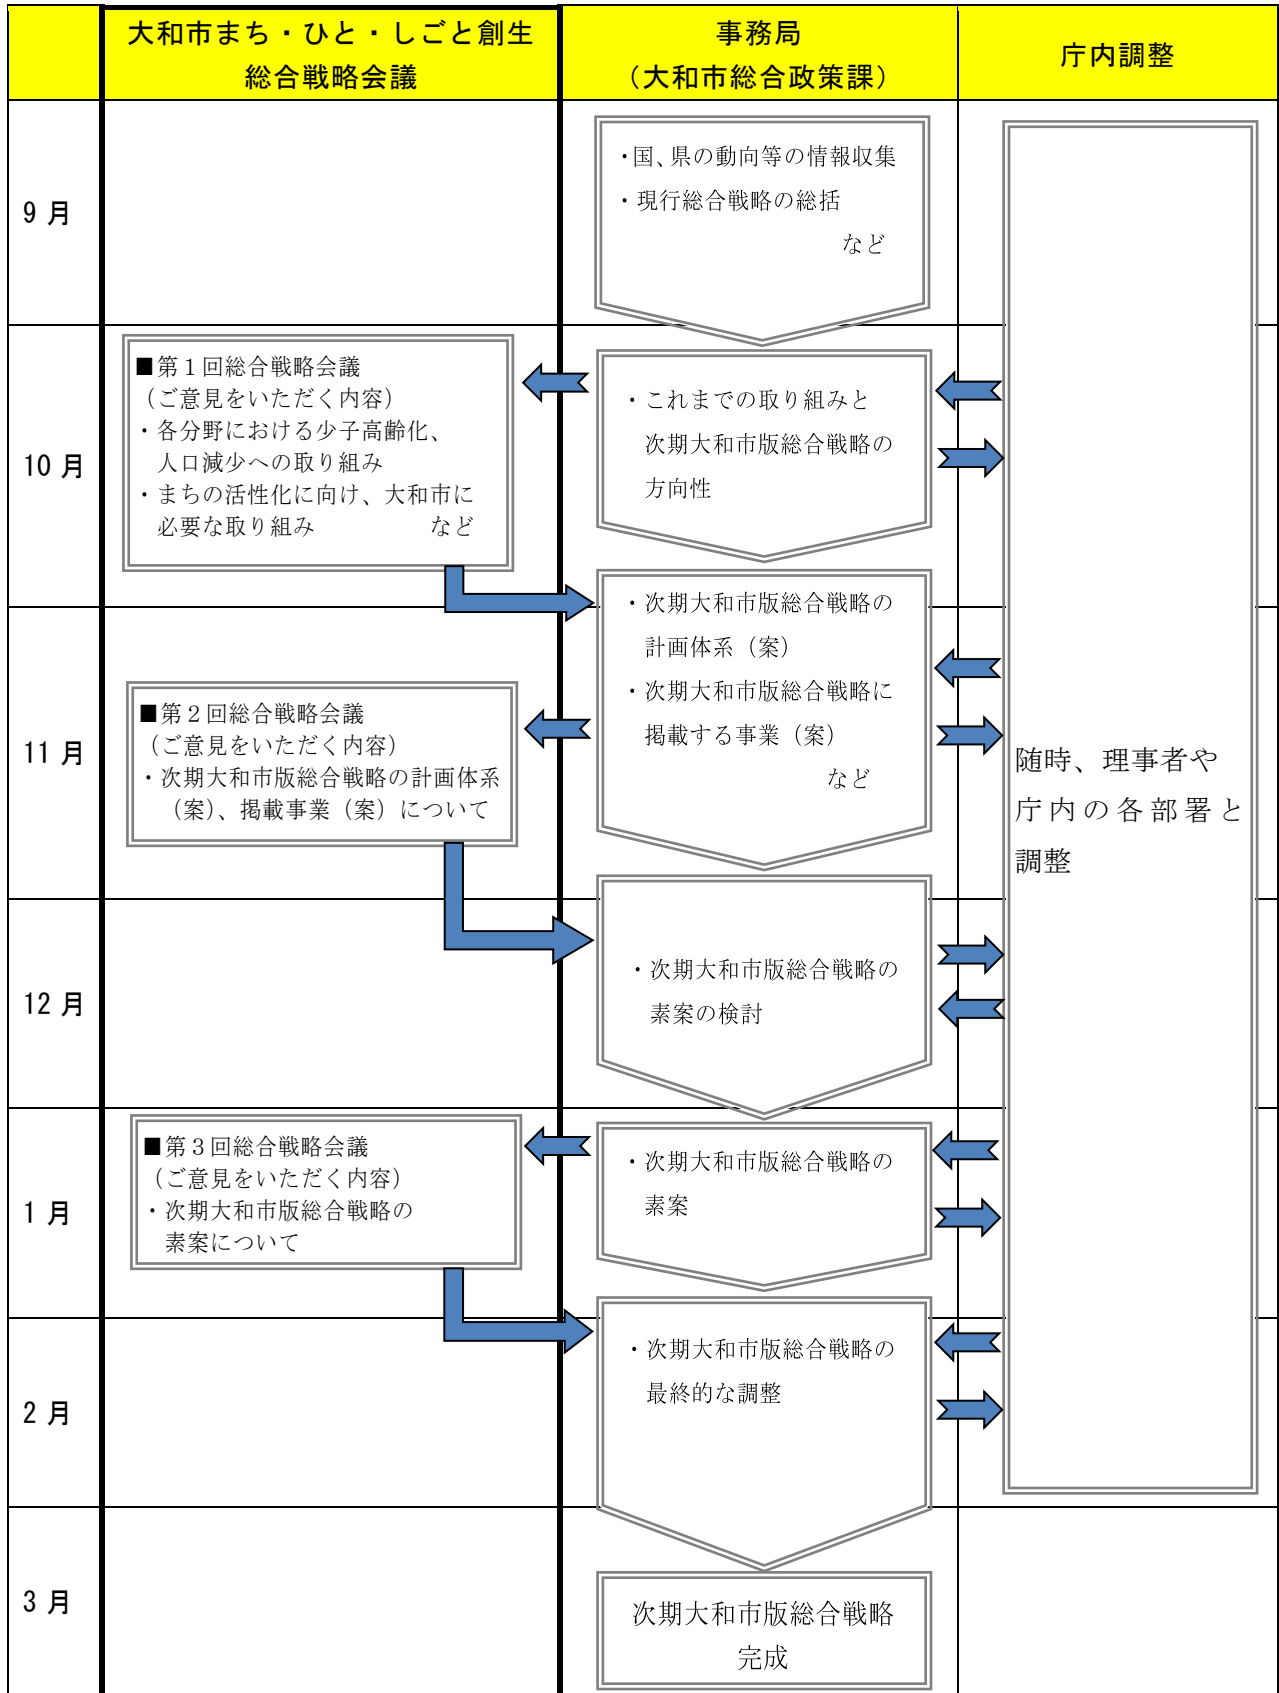 大和市まち・ひと・しごと創生
総合戦略会議
事務局
（大和市総合政策課）
庁内調整
9 月
・国、県の動向等の情報収集
・現行総合戦略の総括
など
10 月
■第１回総合戦略会議
（ご意見をいただく内容）
・各分野における少子高齢化、
人口減少への取り組み
・まちの活性化に向け、大和市に
必要な取り組み　　　　　など
・これまでの取り組みと
次期大和市版総合戦略の
方向性
11 月
■第２回総合戦略会議
（ご意見をいただく内容）
・次期大和市版総合戦略の計画体系
（案）、掲載事業（案）について
・次期大和市版総合戦略の
計画体系（案）
・次期大和市版総合戦略に
掲載する事業（案）
など
随時、理事者や
庁内の各部署と
調整
12 月
・次期大和市版総合戦略の
素案の検討
1 月
■第３回総合戦略会議
（ご意見をいただく内容）
・次期大和市版総合戦略の
素案について
・次期大和市版総合戦略の
素案
2 月
・次期大和市版総合戦略の
最終的な調整
3 月
次期大和市版総合戦略
完成